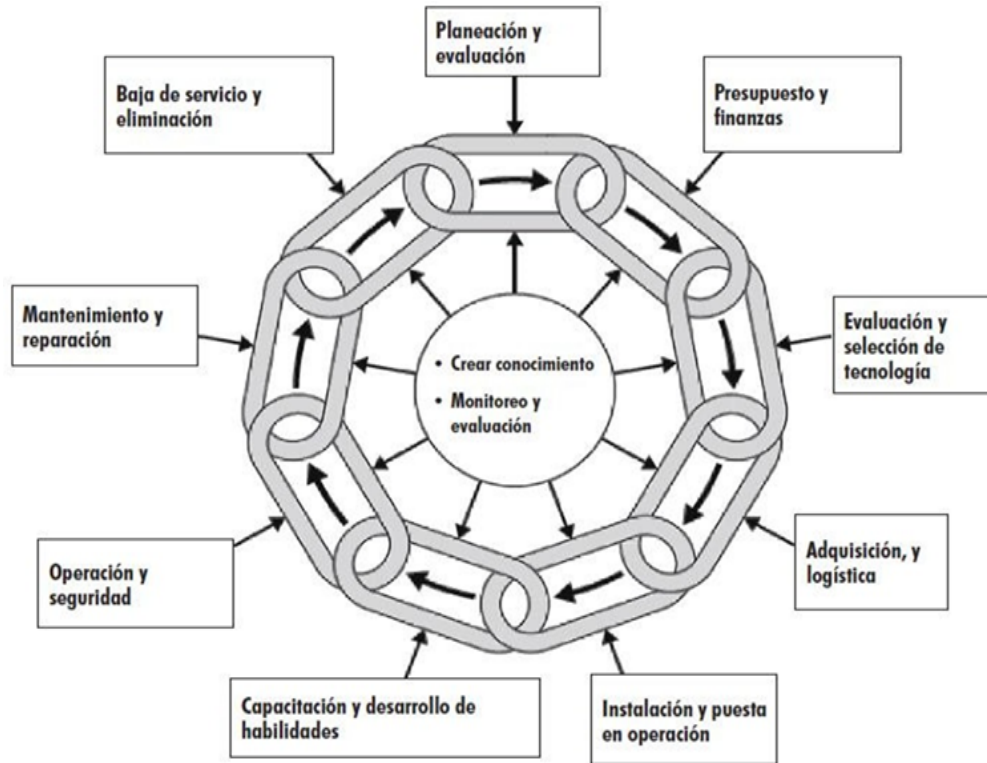 Planeación y
evaluación
Presupuesto y
finanzas
Evaluación y
selección de
tecnología
Adquisición, y
logística
Instalación y puesta
en operación
Capacitación y desarrollo de
habilidades
Operación y
seguridad
Mantenimiento y
reparación
Baja de servicio y
eliminación
• Crear conocimiento
• Monitoreo y
evaluación